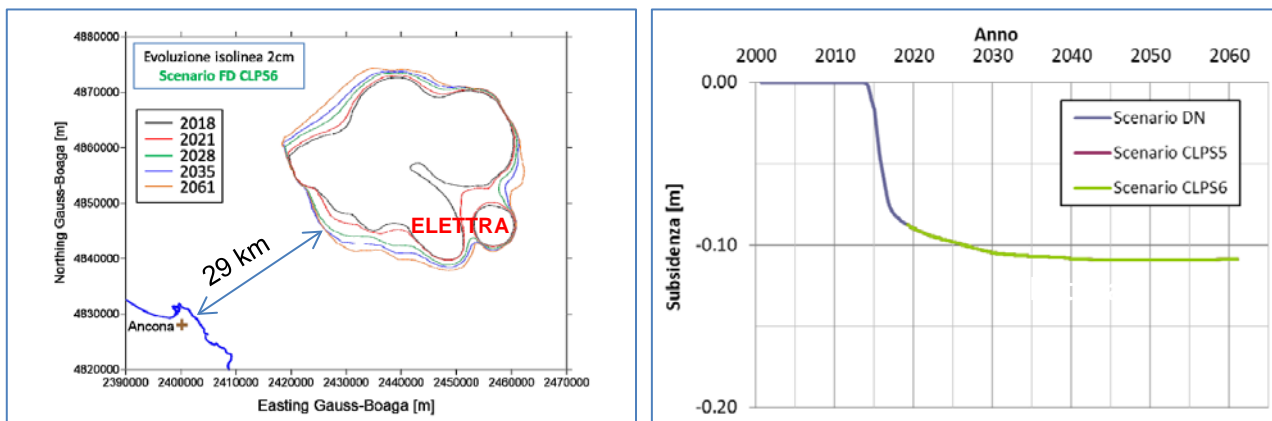 Evoluzione isolinea 2cm
Scenario FD CLPS6
2018
2021
2028
2035
2061
Northing Gauss-Boaga [m]
4880000
4870000
4860000
4850000
4840000
4830000
4820000
ELETTRA
29 km
Ancona
2390000 2400000 2410000 2420000 2430000 2440000 2450000 2460000 2470000
Easting Gauss-Boaga [m]
Anno
2000 2010 2020 2030 2040 2050 2060
Subsidenza [m]
0.00
-0.10
-0.20
Scenario DN
Scenario CLPS5
Scenario CLPS6